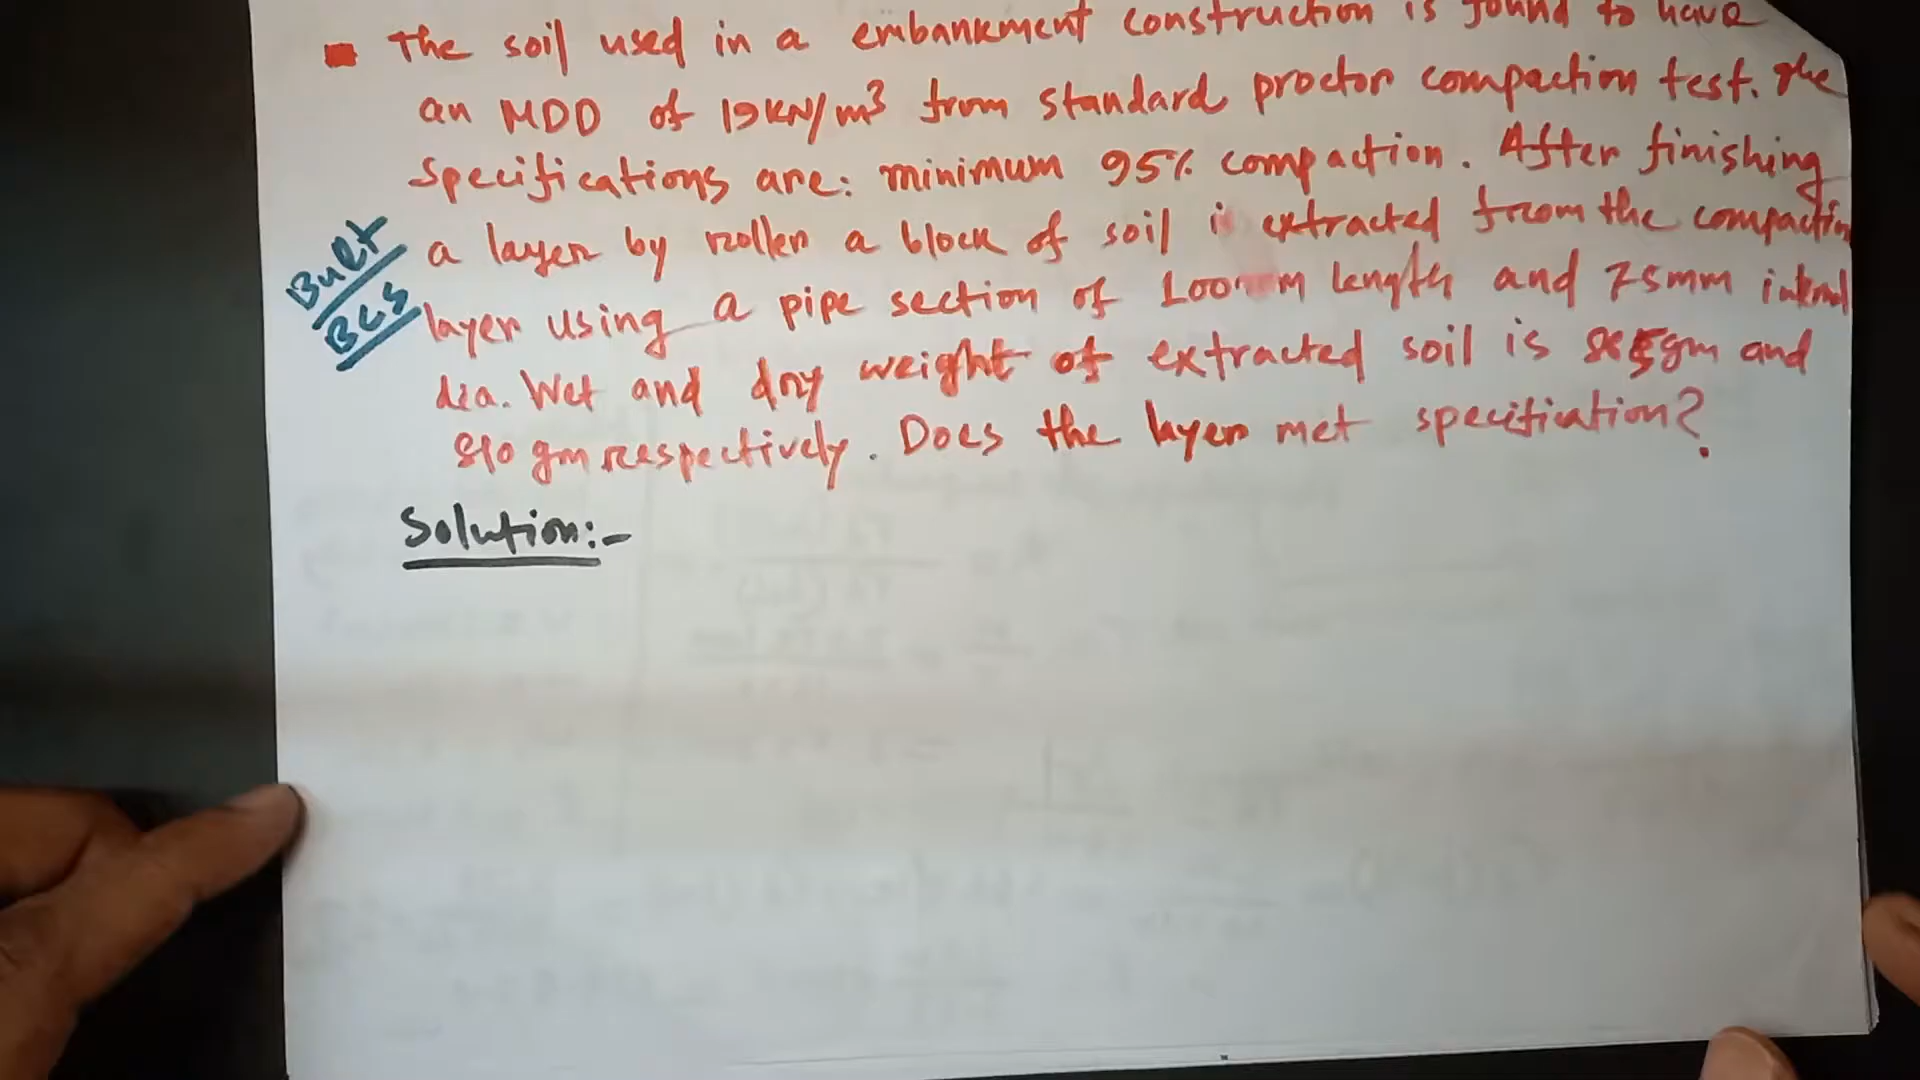 The soil used in a embankment construction is found to have
an MDD of 19KN/m3 from standard proctor compaction test. The
specifications are: minimum 95% compaction. After finishing
a layer by roller a block of soil is extracted from the compaction
layer using a pipe section of 100mm length and 75mm internal
dia. Wet and dry weight of extracted soil is gm and
810 gm respectively. Does the layer met specification?
Buet
BCS
Solution:-